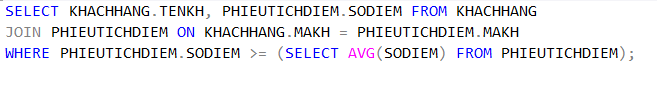 SELECT KHACHHANG.TENKH, PHIEUTICHDIEM.SODIEM FROM KHACHHANG
JOIN PHIEUTICHDIEM ON KHACHHANG.MAKH = PHIEUTICHDIEM.MAKH
WHERE PHIEUTICHDIEM.SODIEM >= (SELECT AVG(SODIEM) FROM PHIEUTICHDIEM);